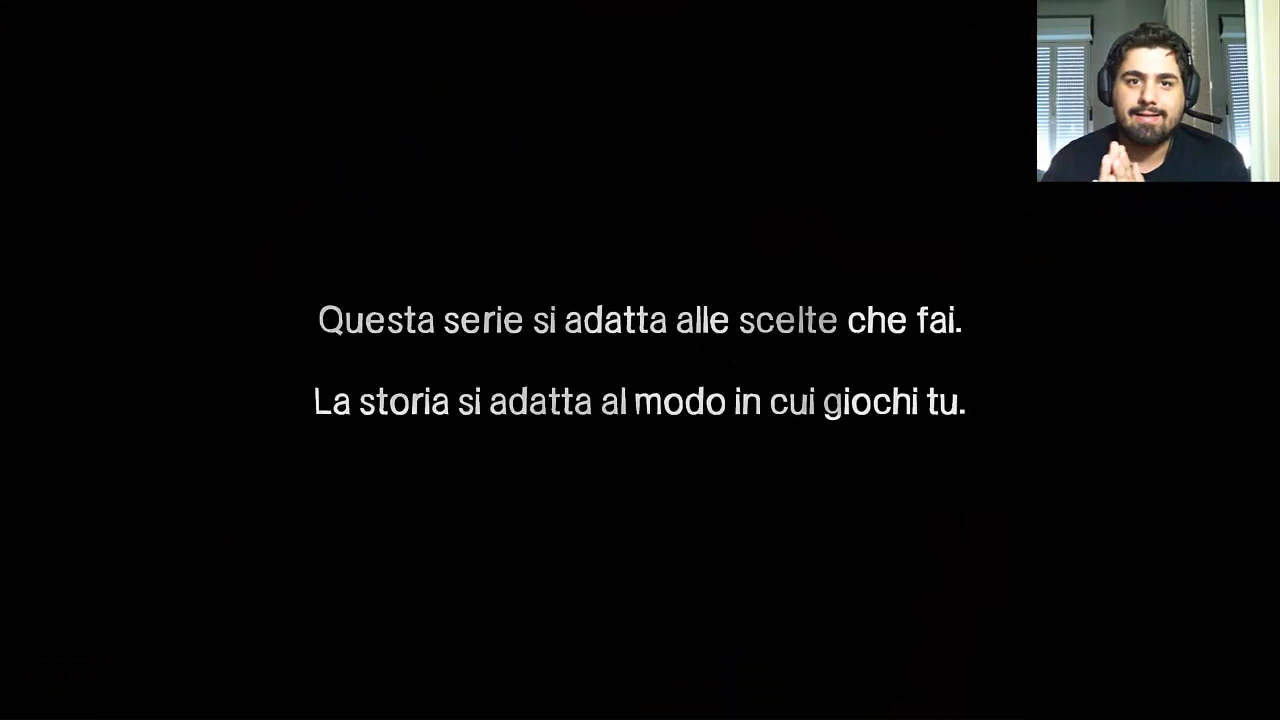 Questa serie si adatta alle scelte che fai.
La storia si adatta al modo in cui giochi tu.